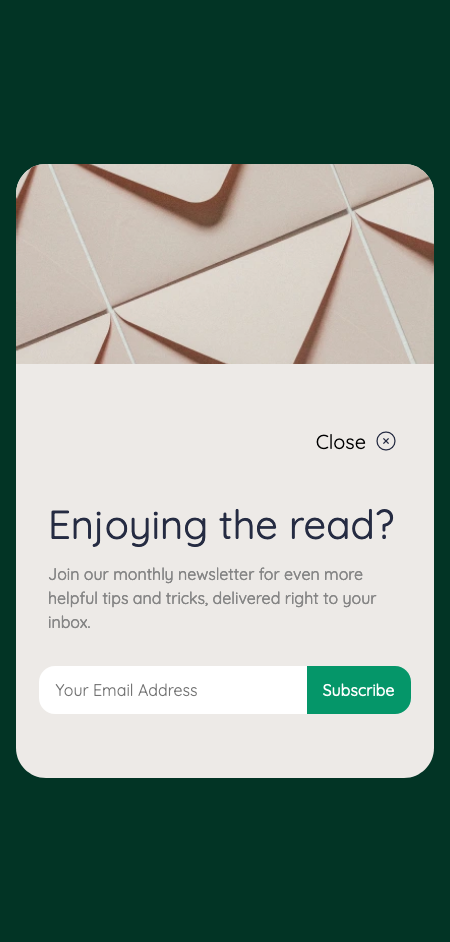 Close
Enjoying the read?
Join our monthly newsletter for even more
helpful tips and tricks, delivered right to your
inbox.
Your Email Address
Subscribe